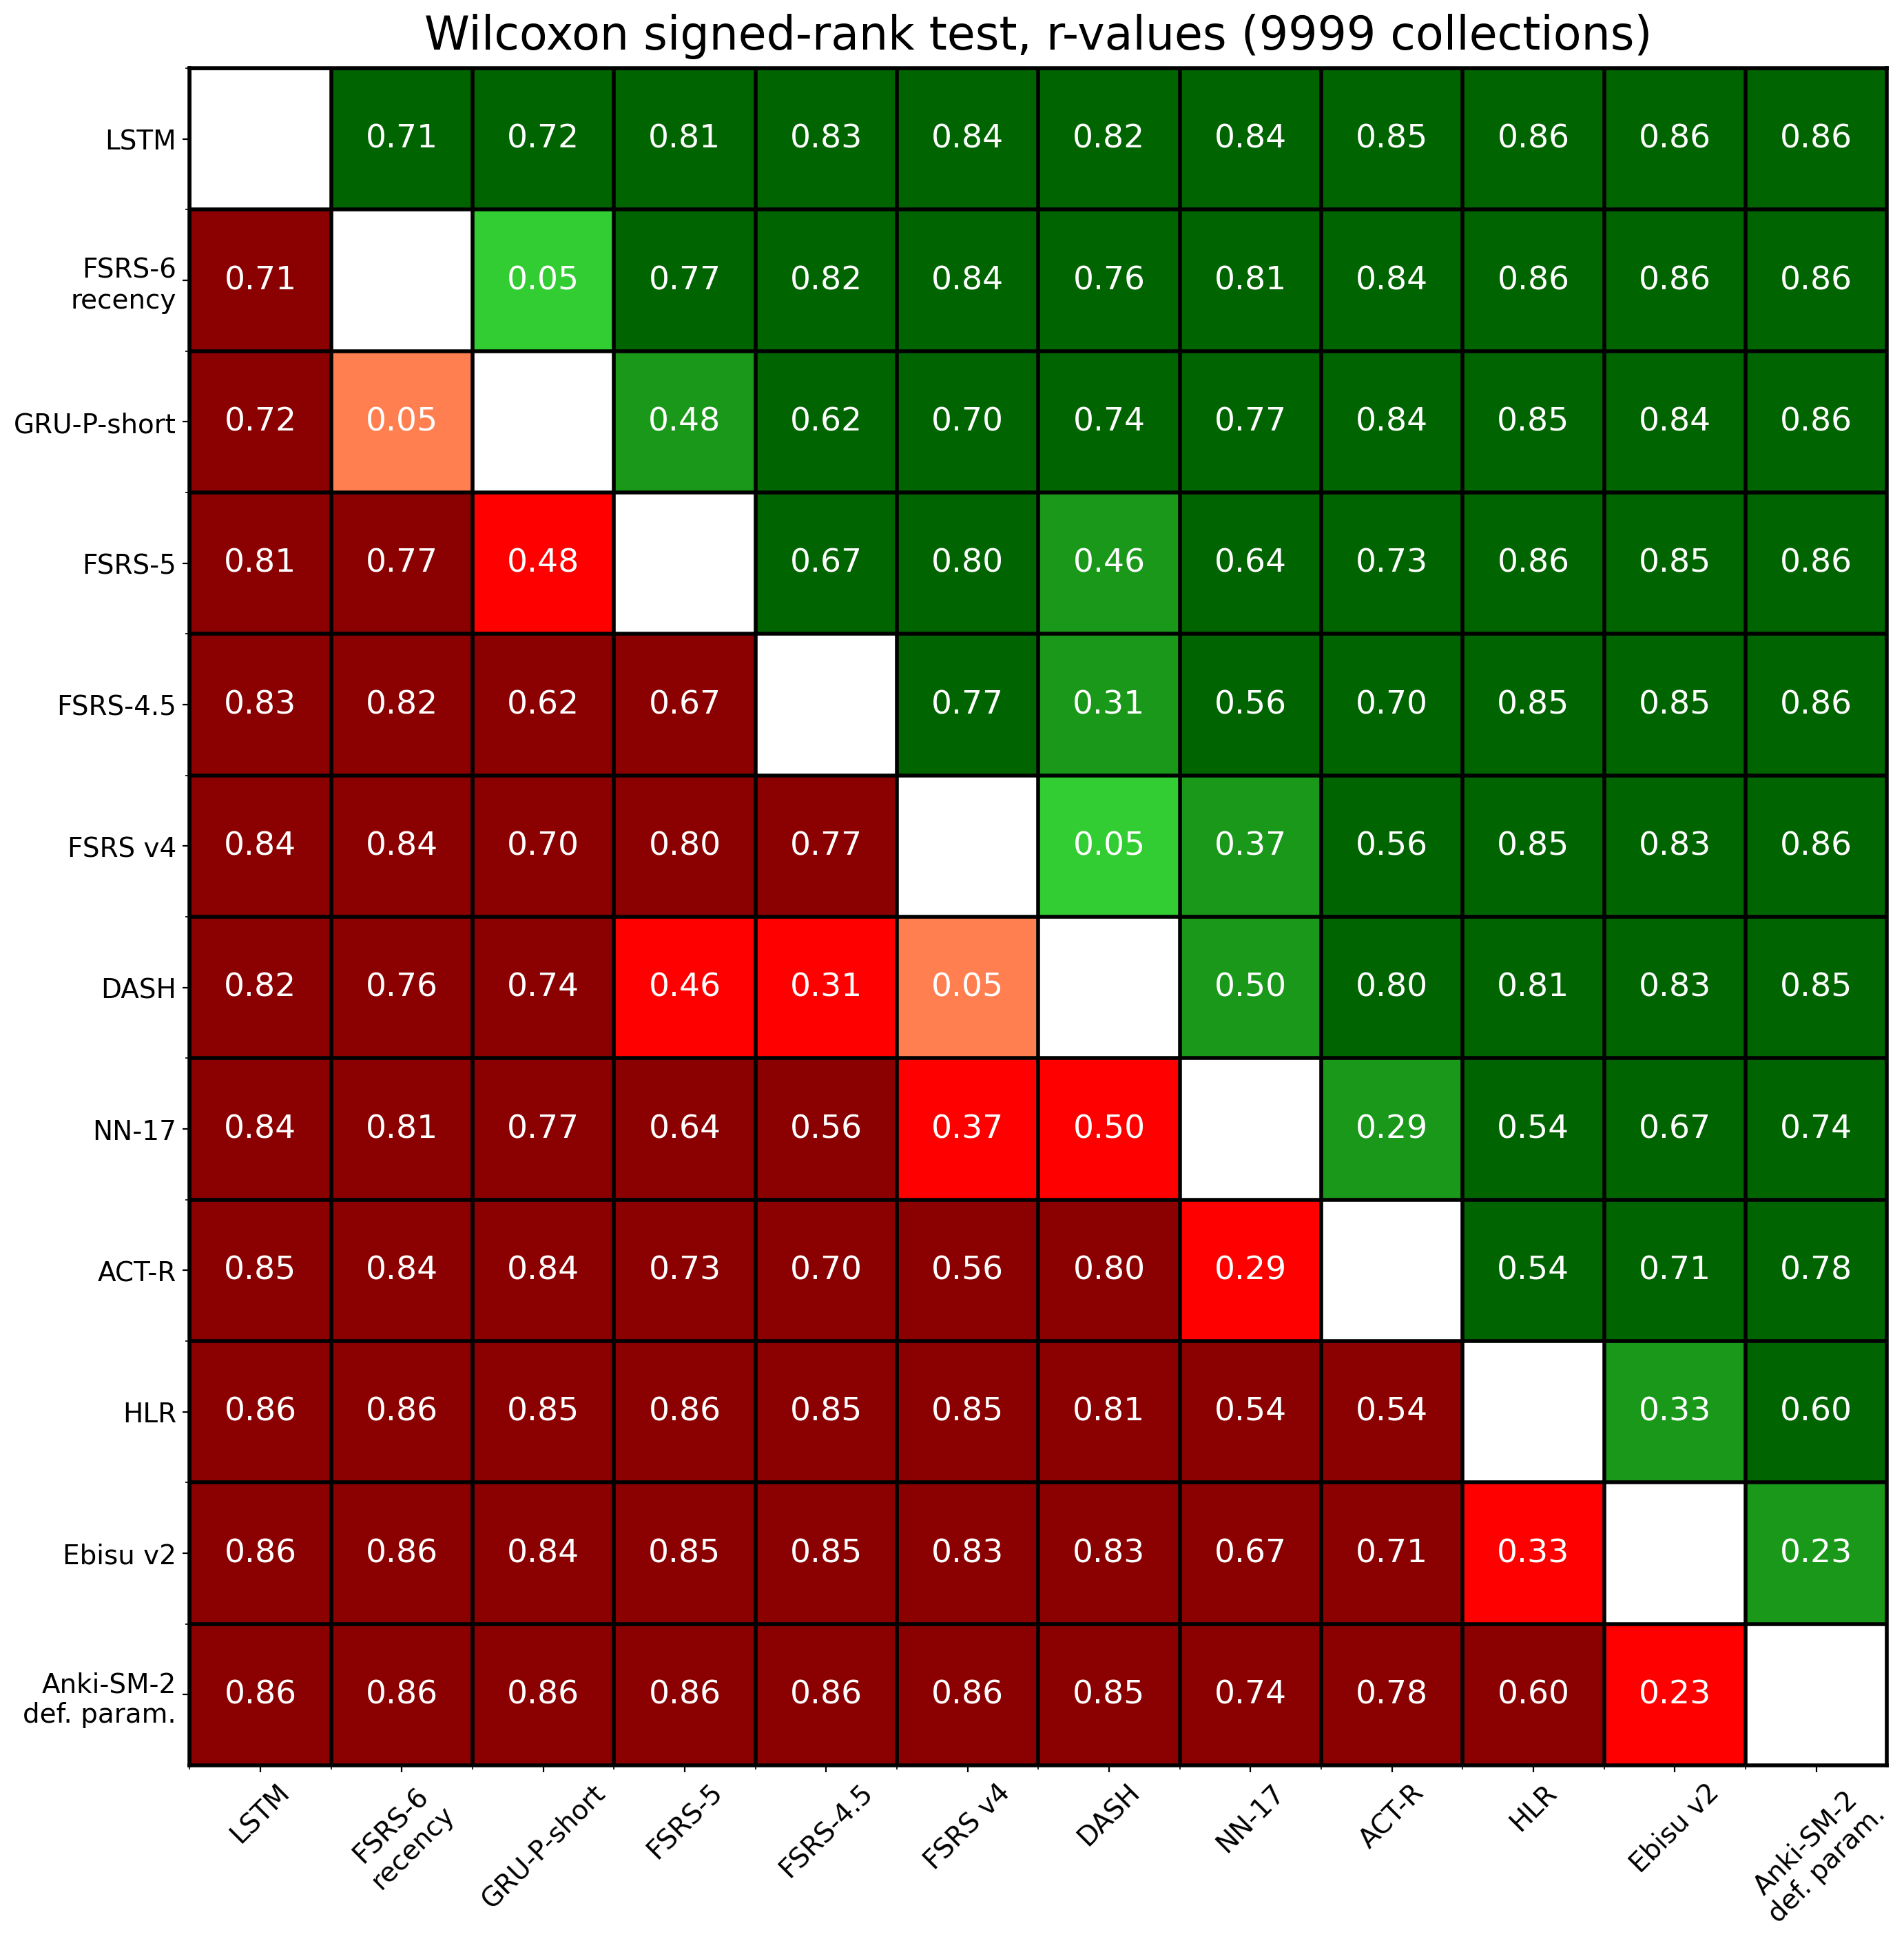 Wilcoxon signed-rank test, r-values (9999 collections)
LSTM
0.71 0.72 0.81 0.83 0.84 0.82 0.84 0.85 0.86 0.86 0.86
FSRS-6
recency
0.71 0.05 0.77 0.82 0.84 0.76 0.81 0.84 0.86 0.86 0.86
GRU-P-short
0.72 0.05 0.48 0.62 0.70 0.74 0.77 0.84 0.85 0.84 0.86
FSRS-5
0.81 0.77 0.48 0.67 0.80 0.46 0.64 0.73 0.86 0.85 0.86
FSRS-4.5
0.83 0.82 0.62 0.67 0.77 0.31 0.56 0.70 0.85 0.85 0.86
FSRS v4
0.84 0.84 0.70 0.80 0.77 0.05 0.37 0.56 0.85 0.83 0.86
DASH
0.82 0.76 0.74 0.46 0.31 0.05 0.50 0.80 0.81 0.83 0.85
NN-17
0.84 0.81 0.77 0.64 0.56 0.37 0.50 0.29 0.54 0.67 0.74
ACT-R
0.85 0.84 0.84 0.73 0.70 0.56 0.80 0.29 0.54 0.71 0.78
HLR
0.86 0.86 0.85 0.86 0.85 0.85 0.81 0.54 0.54 0.33 0.60
Ebisu v2
0.86 0.86 0.84 0.85 0.85 0.83 0.83 0.67 0.71 0.33 0.23
Anki-SM-2
def. param.
0.86 0.86 0.86 0.86 0.86 0.86 0.85 0.74 0.78 0.60 0.23
LSTM
FSRS-6
recency
GRU-P-short
FSRS-5
FSRS-4.5
FSRS v4
DASH
NN-17
ACT-R
HLR
Ebisu v2
Anki-SM-2
def. param.